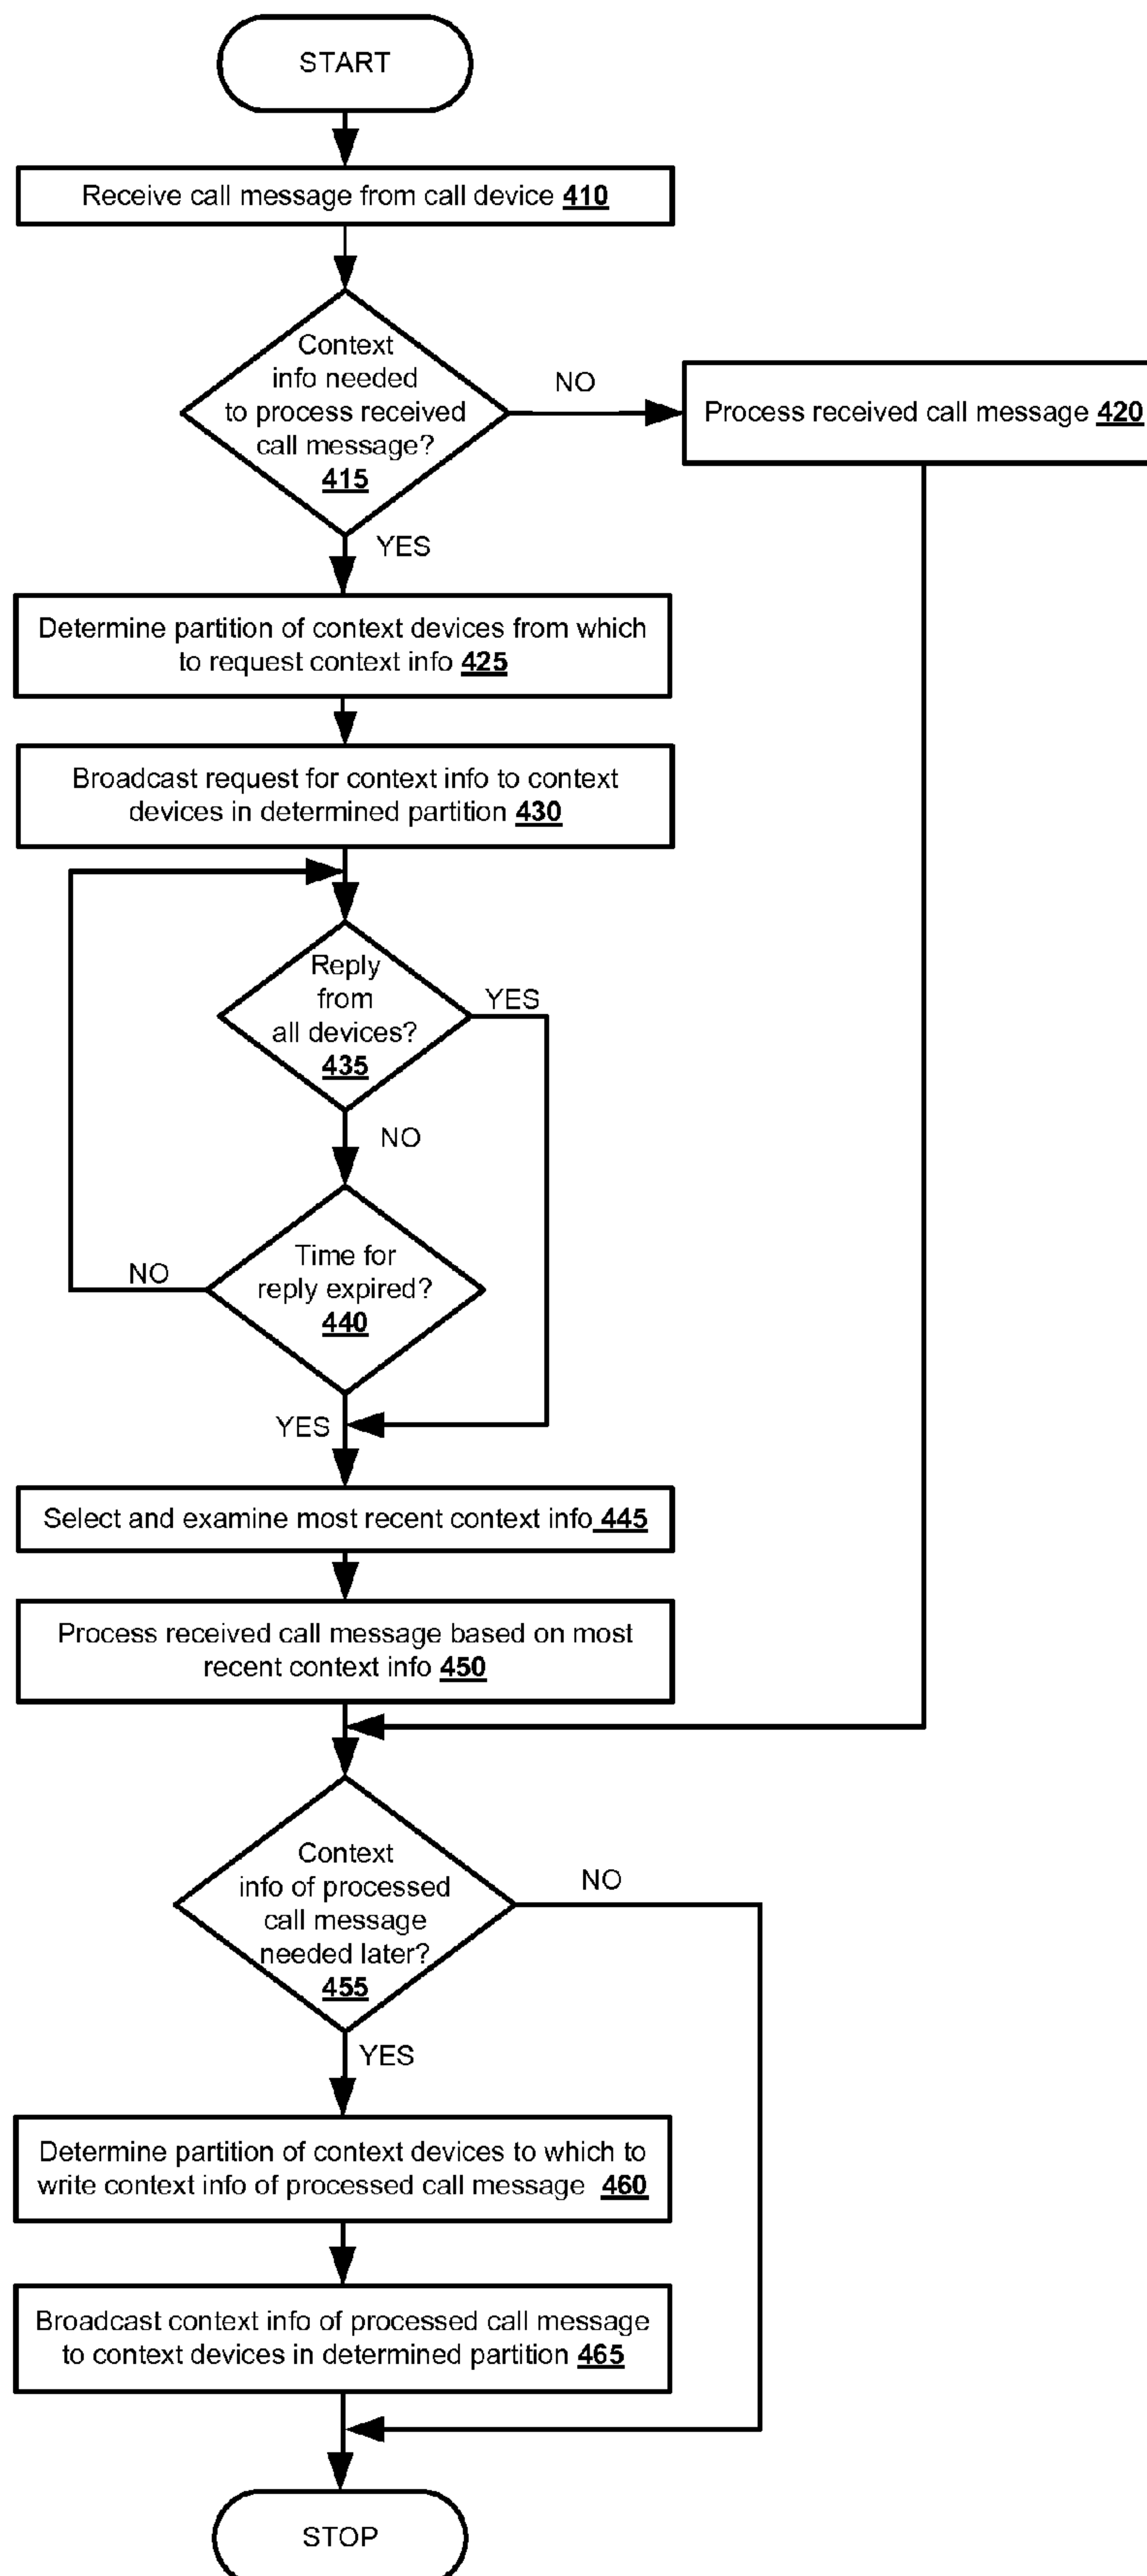 START
Receive call message from call device 410
Context
info needed
to process received
call message?
415
NO
Process received call message 420
YES
Determine partition of context devices from which
to request context info 425
Broadcast request for context info to context
devices in determined partition 430
Reply
from
all devices?
435
YES
NO
Time for
reply expired?
440
NO
YES
Select and examine most recent context info 445
Process received call message based on most
recent context info 450
Context
info of processed
call message
needed later?
455
NO
YES
Determine partition of context devices to which to
write context info of processed call message 460
Broadcast context info of processed call message
to context devices in determined partition 465
STOP